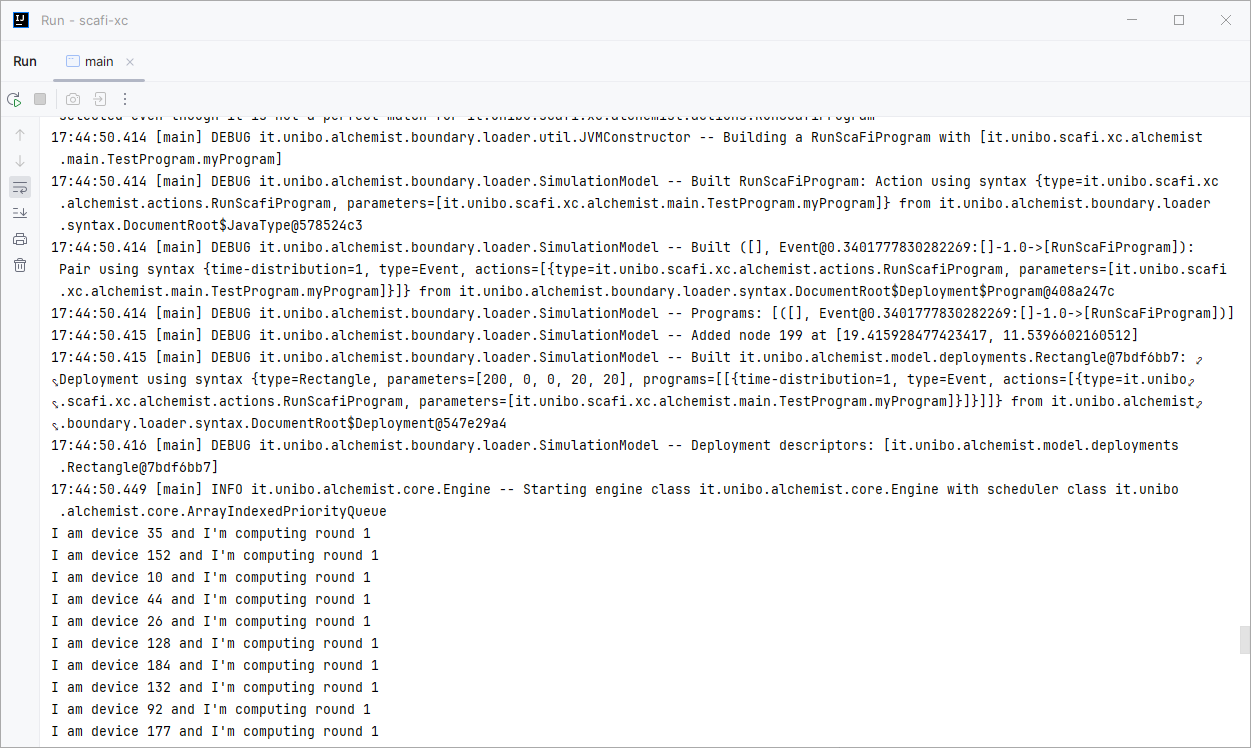 Run - scafi-xc
Run
main
selected even though it is not a perfect match for it.unibo.scafi.xc.alchemist.actions.RunScaFiProgram
17:44:50.414 [main] DEBUG it.unibo.alchemist.boundary.loader.util.JVMConstructor -- Building a RunScaFiProgram with [it.unibo.scafi.xc.alchemist
.main.TestProgram.myProgram]
17:44:50.414 [main] DEBUG it.unibo.alchemist.boundary.loader.SimulationModel -- Built RunScaFiProgram: Action using syntax {type=it.unibo.scafi.xc
.alchemist.actions.RunScafiProgram, parameters=[it.unibo.scafi.xc.alchemist.main.TestProgram.myProgram]} from it.unibo.alchemist.boundary.loader
.syntax.DocumentRoot$JavaType@578524c3
17:44:50.414 [main] DEBUG it.unibo.alchemist.boundary.loader.SimulationModel -- Built ([], Event@0.3401777830282269:[]-1.0->[RunScaFiProgram]):
Pair using syntax {time-distribution=1, type=Event, actions=[{type=it.unibo.scafi.xc.alchemist.actions.RunScafiProgram, parameters=[it.unibo.scafi
.xc.alchemist.main.TestProgram.myProgram]}]} from it.unibo.alchemist.boundary.loader.syntax.DocumentRoot$Deployment$Program@408a247c
17:44:50.414 [main] DEBUG it.unibo.alchemist.boundary.loader.SimulationModel -- Programs: [([], Event@0.3401777830282269:[]-1.0->[RunScaFiProgram])]
17:44:50.415 [main] DEBUG it.unibo.alchemist.boundary.loader.SimulationModel -- Added node 199 at [19.415928477423417, 11.5396602160512]
17:44:50.415 [main] DEBUG it.unibo.alchemist.boundary.loader.SimulationModel -- Built it.unibo.alchemist.model.deployments.Rectangle@7bdf6bb7:
Deployment using syntax {type=Rectangle, parameters=[200, 0, 0, 20, 20], programs=[[{time-distribution=1, type=Event, actions=[{type=it.unibo
.scafi.xc.alchemist.actions.RunScafiProgram, parameters=[it.unibo.scafi.xc.alchemist.main.TestProgram.myProgram]}]}]]} from it.unibo.alchemist
.boundary.loader.syntax.DocumentRoot$Deployment@547e29a4
17:44:50.416 [main] DEBUG it.unibo.alchemist.boundary.loader.SimulationModel -- Deployment descriptors: [it.unibo.alchemist.model.deployments
.Rectangle@7bdf6bb7]
17:44:50.449 [main] INFO it.unibo.alchemist.core.Engine -- Starting engine class it.unibo.alchemist.core.Engine with scheduler class it.unibo
.alchemist.core.ArrayIndexedPriorityQueue
I am device 35 and I'm computing round 1
I am device 152 and I'm computing round 1
I am device 10 and I'm computing round 1
I am device 44 and I'm computing round 1
I am device 26 and I'm computing round 1
I am device 128 and I'm computing round 1
I am device 184 and I'm computing round 1
I am device 132 and I'm computing round 1
I am device 92 and I'm computing round 1
I am device 177 and I'm computing round 1